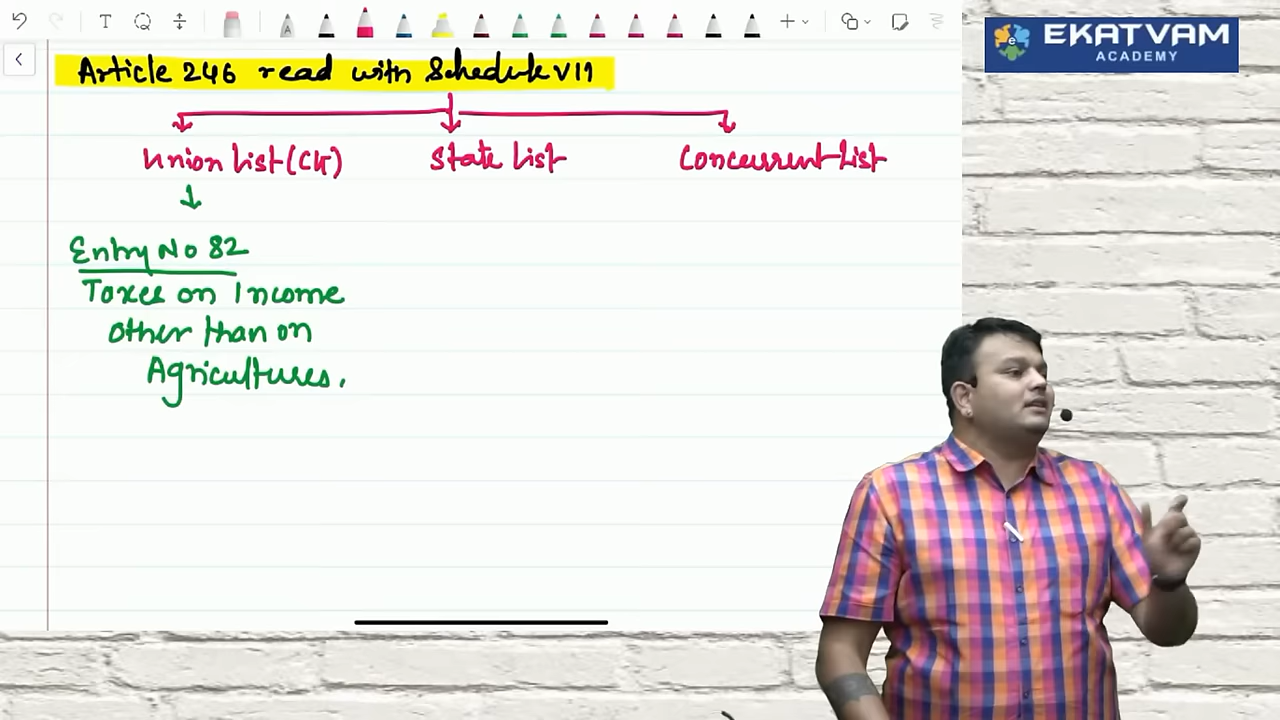 EKATVAM
ACADEMY
Article 246 read with Schedule VII
Union List (CG)
State List
Concurrent List
Entry No 82
Taxes on Income
other than on
Agricultures.